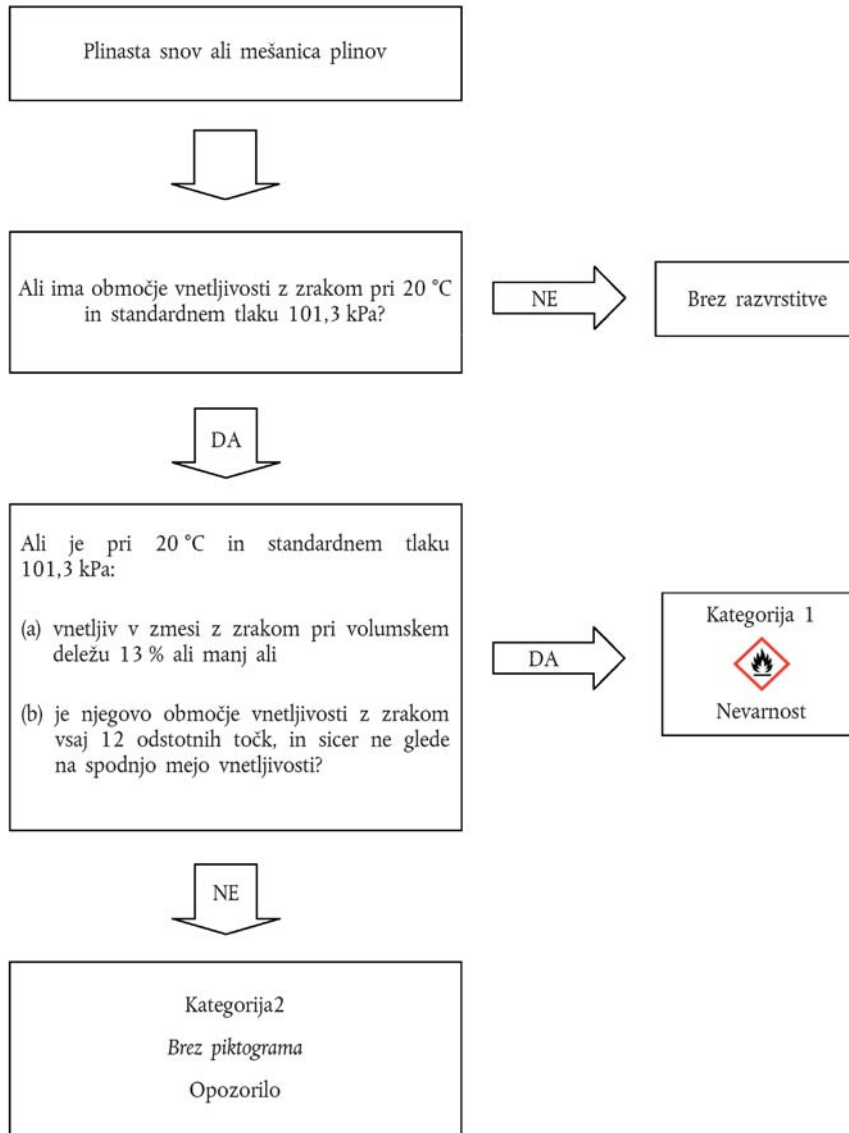 Plinasta snov ali mešanica plinov
Ali ima območje vnetljivosti z zrakom pri 20 °C
in standardnem tlaku 101,3 kPa?
NE
Brez razvrstitve
DA
Ali je pri 20 °C in standardnem tlaku
101,3 kPa:
(a) vnetljiv v zmesi z zrakom pri volumskem
deležu 13 % ali manj ali
(b) je njegovo območje vnetljivosti z zrakom
vsaj 12 odstotnih točk, in sicer ne glede
na spodnjo mejo vnetljivosti?
DA
Kategorija 1
Nevarnost
NE
Kategorija2
Brez piktograma
Opozorilo